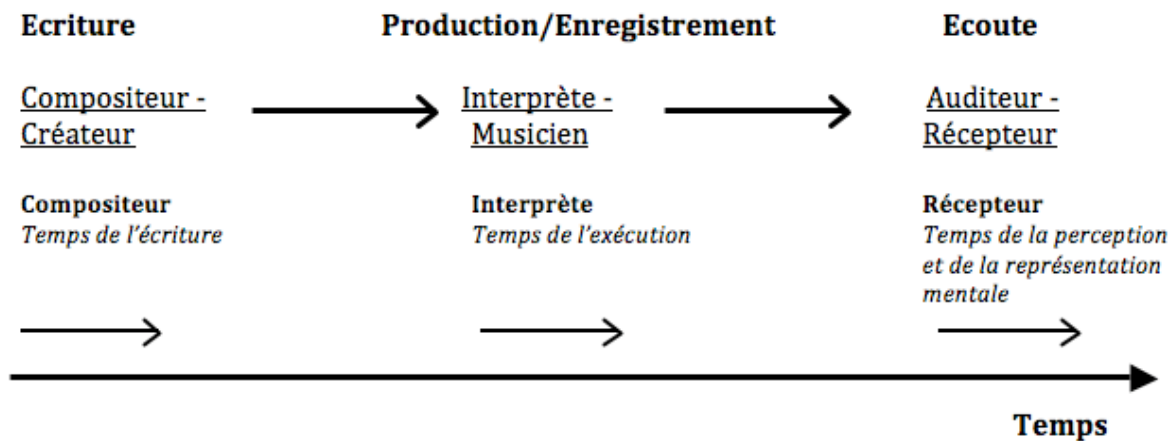 Ecriture
Production/Enregistrement
Ecoute
Compositeur -
Créateur
Interprète -
Musicien
Auditeur -
Récepteur
Compositeur
Temps de l'écriture
Interprète
Temps de l'exécution
Récepteur
Temps de la perception
et de la représentation
mentale
Temps